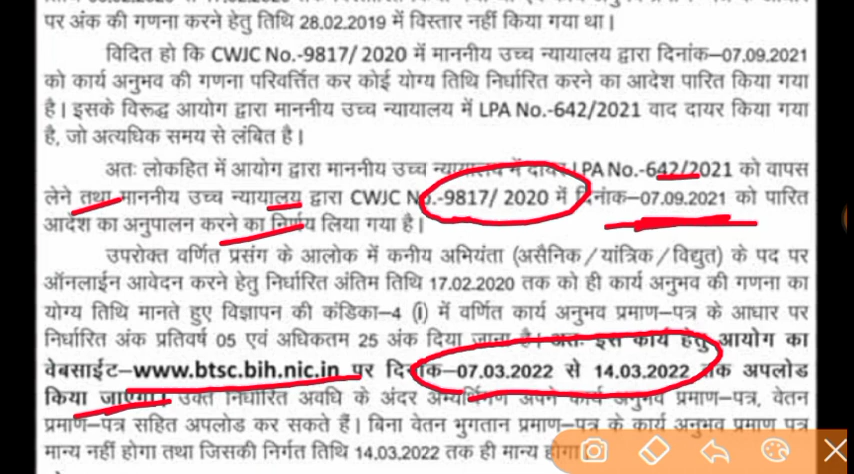 पर अंक की गणना करने हेतु तिथि 28.02.2019 में विस्तार नहीं किया गया था।
विदित हो कि CWJC No.-9817/ 2020 में माननीय उच्च न्यायालय द्वारा दिनांक–07.09.2021
को कार्य अनुभव की गणना परिवर्त्तित कर कोई योग्य तिथि निर्धारित करने का आदेश पारित किया गया
है। इसके विरूद्ध आयोग द्वारा माननीय उच्च न्यायालय में LPA No.-642/2021 वाद दायर किया गया
है, जो अत्यधिक समय से लंबित है।
अतः लोकहित में आयोग द्वारा माननीय उच्च न्यायालय में दायर LPA No.-642/2021 को वापस
लेने तथा माननीय उच्च न्यायालय द्वारा CWJC No.-9817/ 2020 में दिनांक–07.09.2021 को पारित
आदेश का अनुपालन करने का निर्णय लिया गया है।
उपरोक्त वर्णित प्रसंग के आलोक में कनीय अभियंता (असैनिक/यांत्रिक/विद्युत) के पद पर
ऑनलाईन आवेदन करने हेतु निर्धारित अंतिम तिथि 17.02.2020 तक को ही कार्य अनुभव की गणना का
योग्य तिथि मानते हुए विज्ञापन की कंडिका–4 (i) में वर्णित कार्य अनुभव प्रमाण–पत्र के आधार पर
निर्धारित अंक प्रतिवर्ष 05 एवं अधिकतम 25 अंक दिया जाना है। अतः इस कार्य हेतु आयोग का
वेबसाईट–www.btsc.bih.nic.in पर दिनांक–07.03.2022 से 14.03.2022 तक अपलोड
किया जाएगा। उक्त निर्धारित अवधि के अंदर अभ्यर्थिगण अपने कार्य अनुभव प्रमाण–पत्र, वेतन
प्रमाण–पत्र सहित अपलोड कर सकते हैं। बिना वेतन भुगतान प्रमाण–पत्र के कार्य अनुभव प्रमाण पत्र
मान्य नहीं होगा तथा जिसकी निर्गत तिथि 14.03.2022 तक ही मान्य होगा